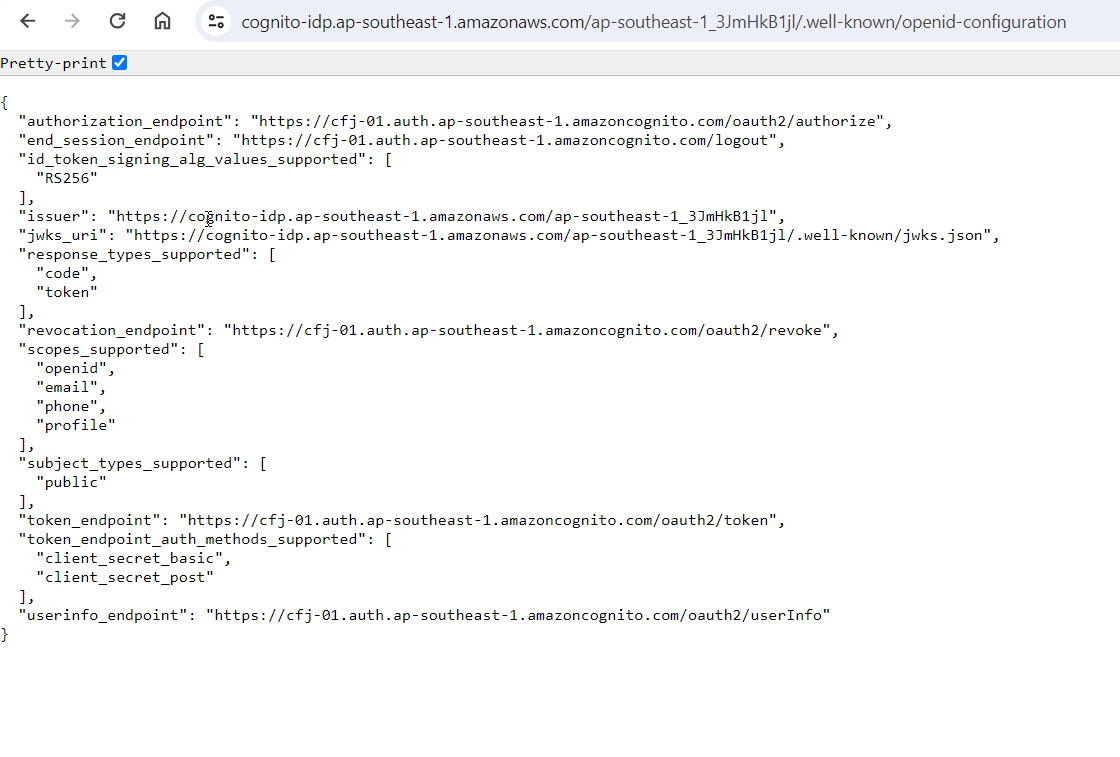 cognito-idp.ap-southeast-1.amazonaws.com/ap-southeast-1_3JmHkB1jl/.well-known/openid-configuration
Pretty-print
{
  "authorization_endpoint": "https://cfj-01.auth.ap-southeast-1.amazoncognito.com/oauth2/authorize",
  "end_session_endpoint": "https://cfj-01.auth.ap-southeast-1.amazoncognito.com/logout",
  "id_token_signing_alg_values_supported": [
    "RS256"
  ],
  "issuer": "https://cognito-idp.ap-southeast-1.amazonaws.com/ap-southeast-1_3JmHkB1jl",
  "jwks_uri": "https://cognito-idp.ap-southeast-1.amazonaws.com/ap-southeast-1_3JmHkB1jl/.well-known/jwks.json",
  "response_types_supported": [
    "code",
    "token"
  ],
  "revocation_endpoint": "https://cfj-01.auth.ap-southeast-1.amazoncognito.com/oauth2/revoke",
  "scopes_supported": [
    "openid",
    "email",
    "phone",
    "profile"
  ],
  "subject_types_supported": [
    "public"
  ],
  "token_endpoint": "https://cfj-01.auth.ap-southeast-1.amazoncognito.com/oauth2/token",
  "token_endpoint_auth_methods_supported": [
    "client_secret_basic",
    "client_secret_post"
  ],
  "userinfo_endpoint": "https://cfj-01.auth.ap-southeast-1.amazoncognito.com/oauth2/userInfo"
}